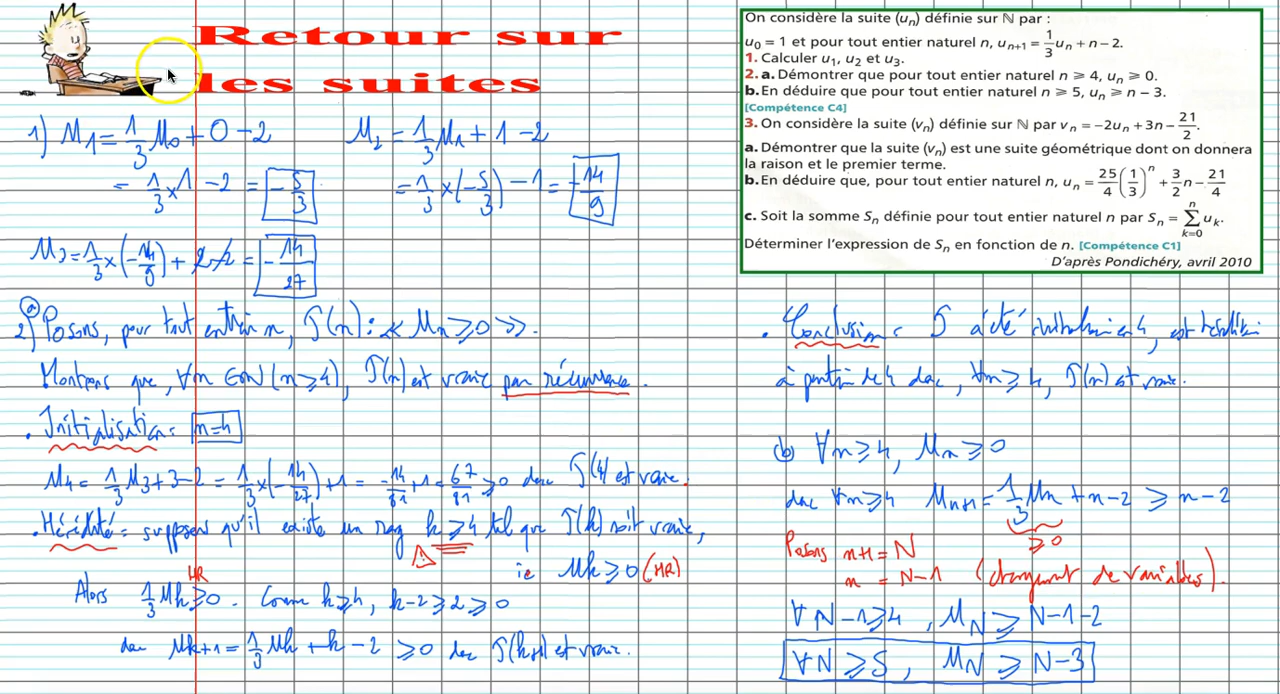 Retour sur
les suites
On considère la suite (uₙ) définie sur ℕ par :
u₀ = 1 et pour tout entier naturel n, uₙ₊₁ = 1/3 uₙ + n − 2.
1. Calculer u₁, u₂ et u₃.
2. a. Démontrer que pour tout entier naturel n ⩾ 4, uₙ ⩾ 0.
b. En déduire que pour tout entier naturel n ⩾ 5, uₙ ⩾ n − 3.
[Compétence C4]
3. On considère la suite (vₙ) définie sur ℕ par vₙ = −2uₙ + 3n − 21/2.
a. Démontrer que la suite (vₙ) est une suite géométrique dont on donnera
la raison et le premier terme.
b. En déduire que, pour tout entier naturel n, uₙ = 25/4 (1/3)ⁿ + 3/2 n − 21/4
c. Soit la somme Sₙ définie pour tout entier naturel n par Sₙ = ∑ₖ₌₀ⁿ uₖ.
Déterminer l'expression de Sₙ en fonction de n. [Compétence C1]
D'après Pondichéry, avril 2010
1) u₁ = 1/3 u₀ + 0 − 2
= 1/3 × 1 − 2 = −5/3
u₂ = 1/3 u₁ + 1 − 2
= 1/3 × (−5/3) − 1 = −14/9
u₃ = 1/3 × (−14/9) + 2 − 2 = −14/27
2) a) Posons, pour tout entier n, P(n) : « uₙ ⩾ 0 ».
Montrons que, ∀n ∈ ℕ (n ⩾ 4), P(n) est vraie par récurrence.
. Initialisation = n = 4
u₄ = 1/3 u₃ + 3 − 2 = 1/3 × (−14/27) + 1 = −14/81 + 1 = 67/81 ⩾ 0 donc P(4) est vraie.
. Hérédité = supposons qu'il existe un rang k ⩾ 4 tel que P(k) soit vraie,
ie uk ⩾ 0 (HR)
HR
Alors 1/3 uk ⩾ 0. Comme k ⩾ 4, k − 2 ⩾ 2 ⩾ 0
donc uk+1 = 1/3 uk + k − 2 ⩾ 0 donc P(k+1) est vraie.
. Conclusion = P a été initialisée en 4, est héréditaire
à partir de 4 donc, ∀n ⩾ 4, P(n) est vraie.
b) ∀n ⩾ 4, uₙ ⩾ 0
donc ∀n ⩾ 4 uₙ₊₁ = 1/3 uₙ + n − 2 ⩾ n − 2
⩾ 0
Posons n+1 = N
n = N−1 (changement de variables).
∀ N−1 ⩾ 4, u_N ⩾ N−1−2
∀ N ⩾ 5, u_N ⩾ N−3